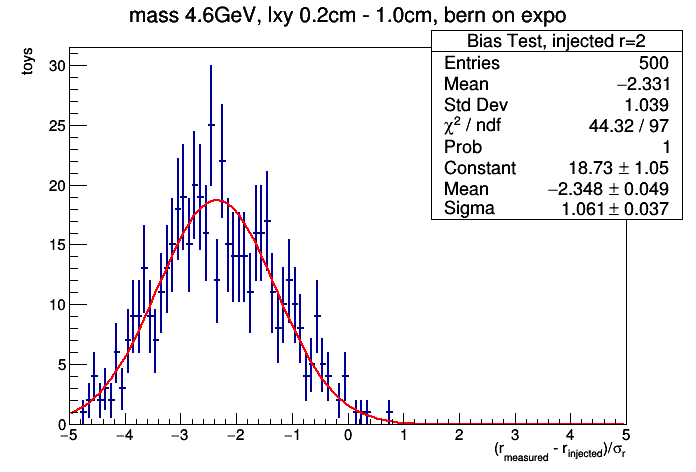 mass 4.6GeV, lxy 0.2cm - 1.0cm, bern on expo
toys
Bias Test, injected r=2
Entries 500
Mean −2.331
Std Dev 1.039
χ² / ndf 44.32 / 97
Prob 1
Constant 18.73 ± 1.05
Mean −2.348 ± 0.049
Sigma 1.061 ± 0.037
30
25
20
15
10
5
0
−5 −4 −3 −2 −1 0 1 2 3 4 5
(r_measured - r_injected)/σ_r